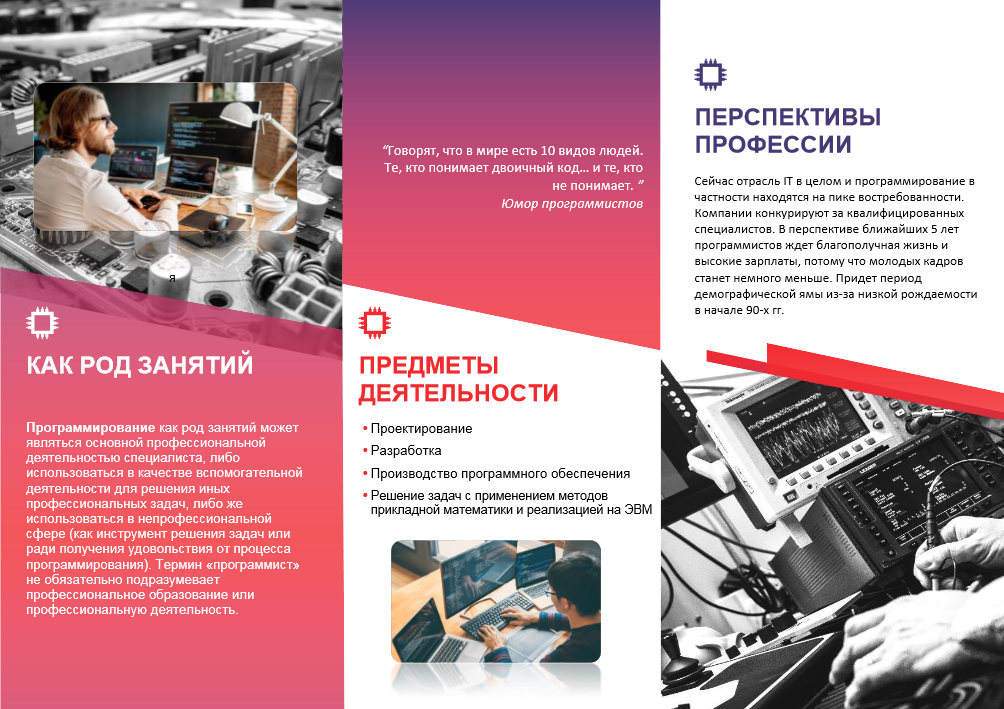 я
КАК РОД ЗАНЯТИЙ
Программирование как род занятий может
являться основной профессиональной
деятельностью специалиста, либо
использоваться в качестве вспомогательной
деятельности для решения иных
профессиональных задач, либо же
использоваться в непрофессиональной
сфере (как инструмент решения задач или
ради получения удовольствия от процесса
программирования). Термин «программист»
не обязательно подразумевает
профессиональное образование или
профессиональную деятельность.
“Говорят, что в мире есть 10 видов людей.
Те, кто понимает двоичный код… и те, кто
не понимает. ”
Юмор программистов
ПРЕДМЕТЫ
ДЕЯТЕЛЬНОСТИ
• Проектирование
• Разработка
• Производство программного обеспечения
• Решение задач с применением методов
прикладной математики и реализацией на ЭВМ
ПЕРСПЕКТИВЫ
ПРОФЕССИИ
Сейчас отрасль IT в целом и программирование в
частности находятся на пике востребованности.
Компании конкурируют за квалифицированных
специалистов. В перспективе ближайших 5 лет
программистов ждет благополучная жизнь и
высокие зарплаты, потому что молодых кадров
станет немного меньше. Придет период
демографической ямы из-за низкой рождаемости
в начале 90-х гг.